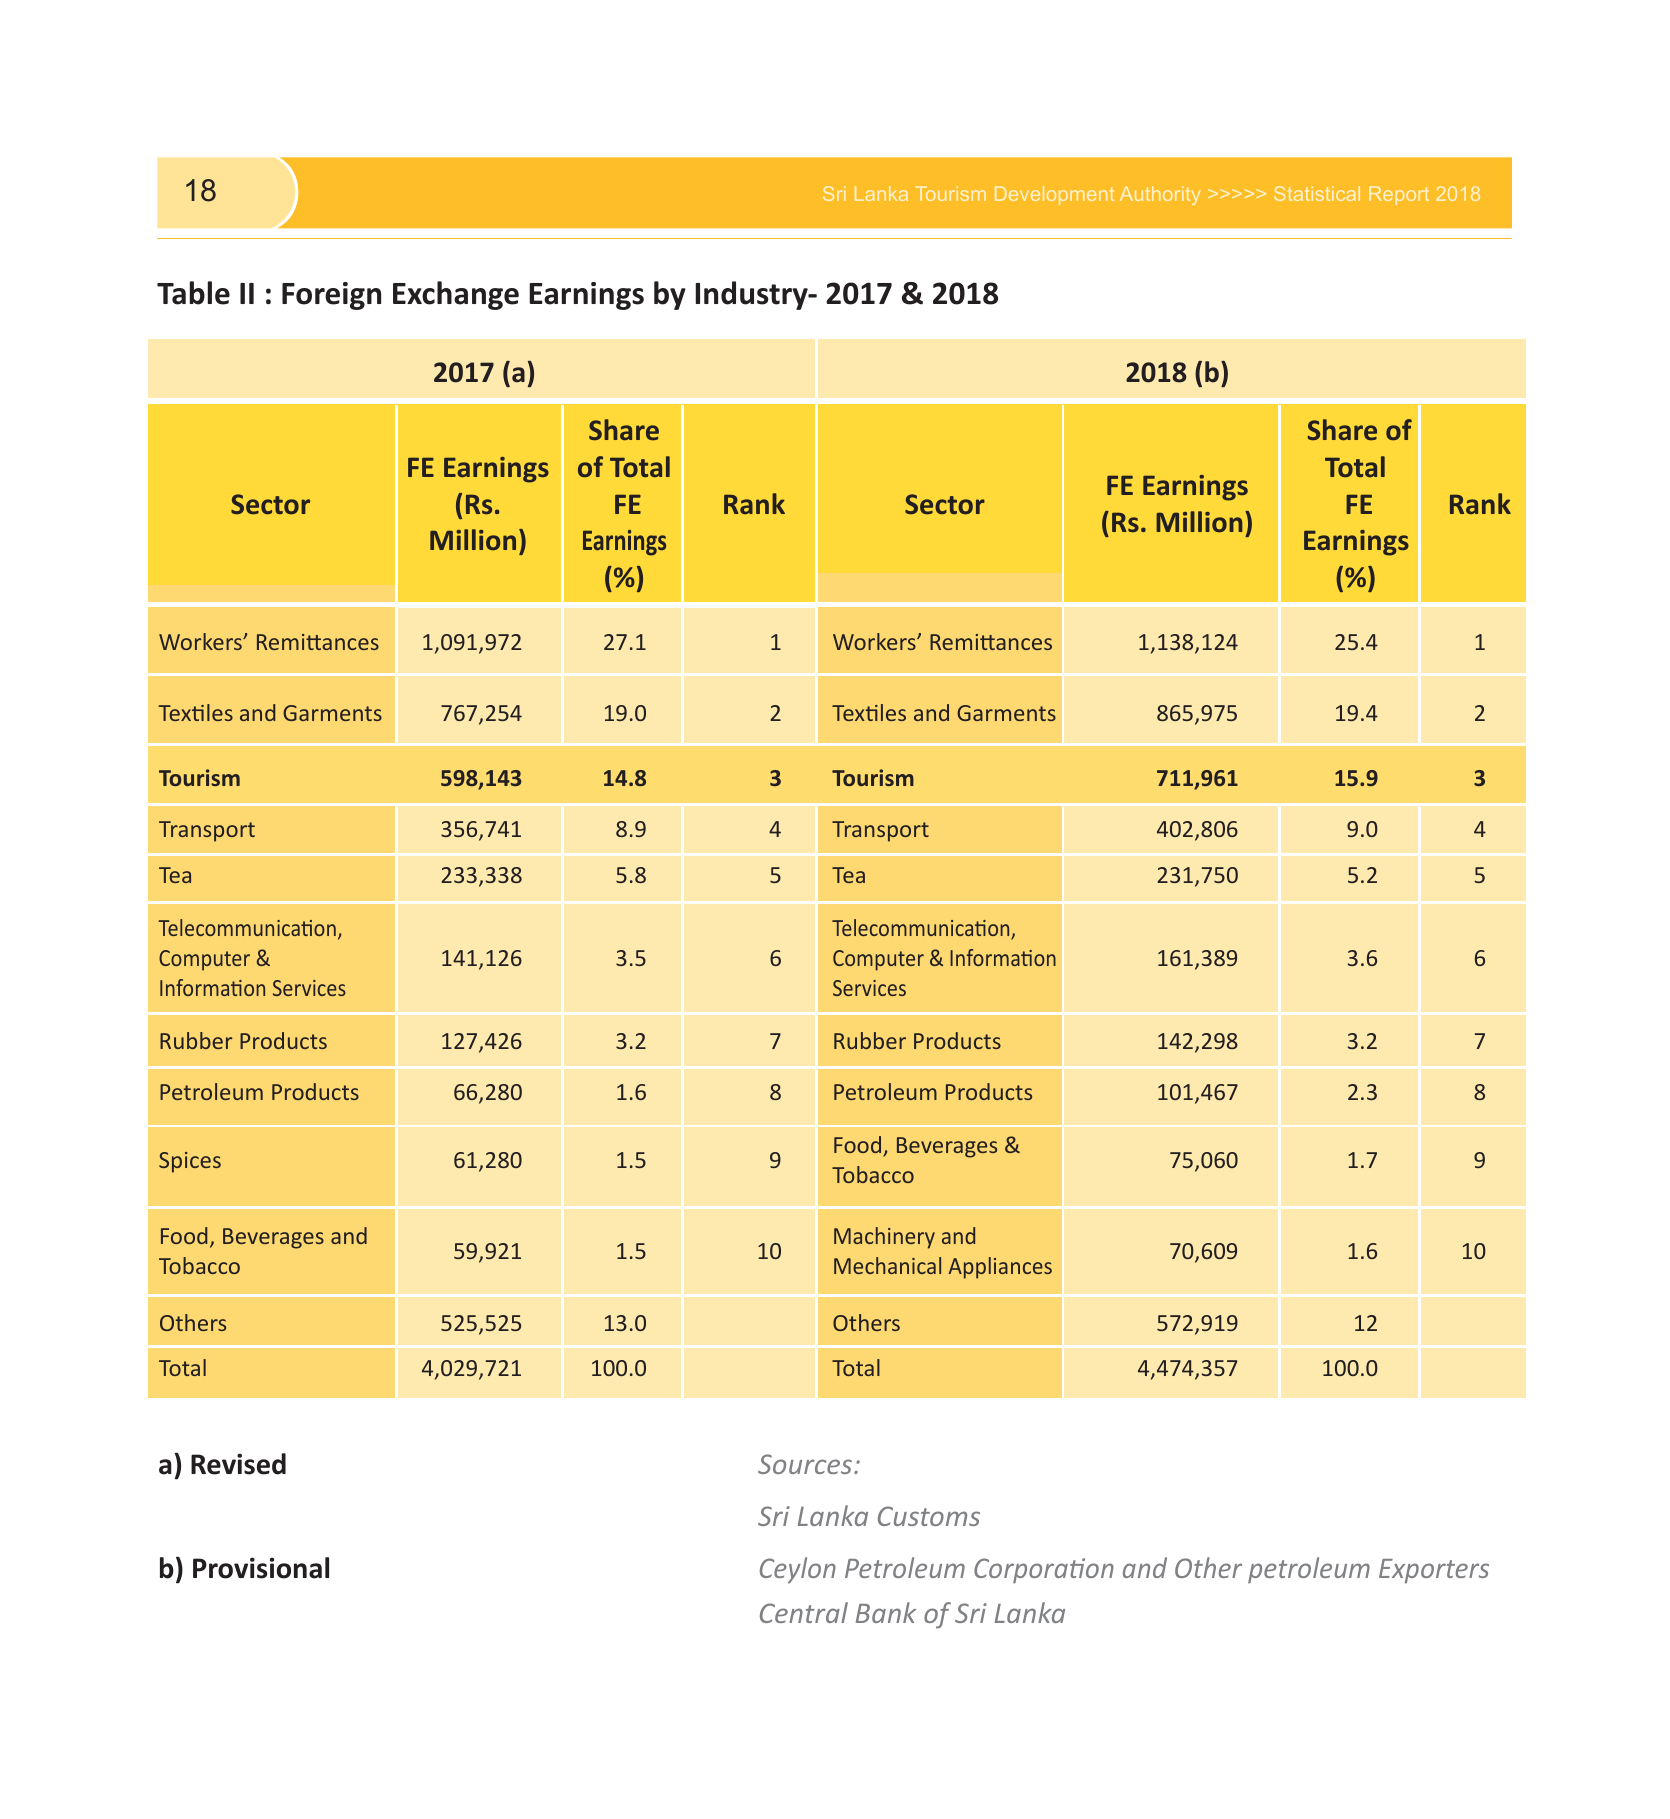 18
Sri Lanka Tourism Development Authority >>>>> Statistical Report 2018
Table II : Foreign Exchange Earnings by Industry- 2017 & 2018
2017 (a) 2018 (b)
Sector FE Earnings (Rs. Million) Share of Total FE Earnings (%) Rank Sector FE Earnings (Rs. Million) Share of Total FE Earnings (%) Rank
Workers’ Remittances 1,091,972 27.1 1 Workers’ Remittances 1,138,124 25.4 1
Textiles and Garments 767,254 19.0 2 Textiles and Garments 865,975 19.4 2
Tourism 598,143 14.8 3 Tourism 711,961 15.9 3
Transport 356,741 8.9 4 Transport 402,806 9.0 4
Tea 233,338 5.8 5 Tea 231,750 5.2 5
Telecommunication, Computer & Information Services 141,126 3.5 6 Telecommunication, Computer & Information Services 161,389 3.6 6
Rubber Products 127,426 3.2 7 Rubber Products 142,298 3.2 7
Petroleum Products 66,280 1.6 8 Petroleum Products 101,467 2.3 8
Spices 61,280 1.5 9 Food, Beverages & Tobacco 75,060 1.7 9
Food, Beverages and Tobacco 59,921 1.5 10 Machinery and Mechanical Appliances 70,609 1.6 10
Others 525,525 13.0 Others 572,919 12
Total 4,029,721 100.0 Total 4,474,357 100.0
a) Revised
b) Provisional
Sources:
Sri Lanka Customs
Ceylon Petroleum Corporation and Other petroleum Exporters
Central Bank of Sri Lanka